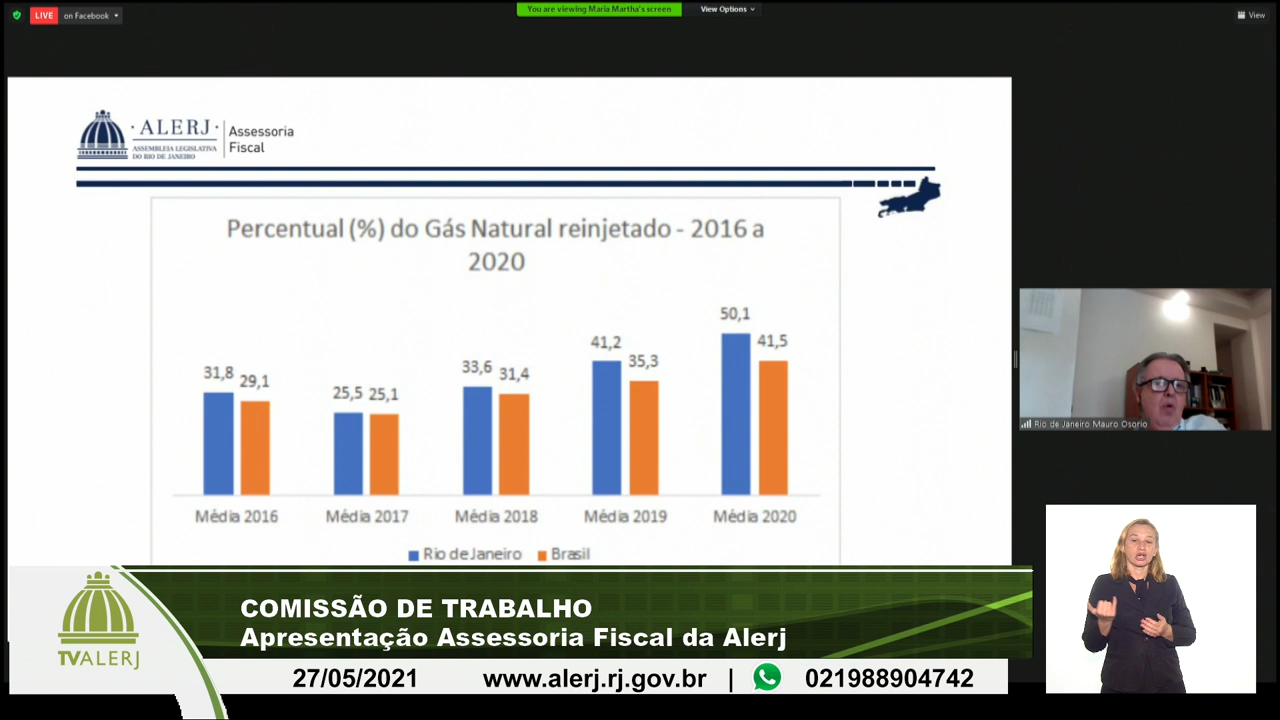 LIVE on Facebook
You are viewing Maria Martha's screen
View Options
View
· ALERJ ·
ASSEMBLEIA LEGISLATIVA
DO RIO DE JANEIRO
Assessoria
Fiscal
Percentual (%) do Gás Natural reinjetado - 2016 a
2020
31,8 29,1 25,5 25,1 33,6 31,4 41,2 35,3 50,1 41,5
Média 2016 Média 2017 Média 2018 Média 2019 Média 2020
Rio de Janeiro Brasil
Rio de Janeiro Mauro Osorio
TVALERJ
COMISSÃO DE TRABALHO
Apresentação Assessoria Fiscal da Alerj
27/05/2021 www.alerj.rj.gov.br | 021988904742